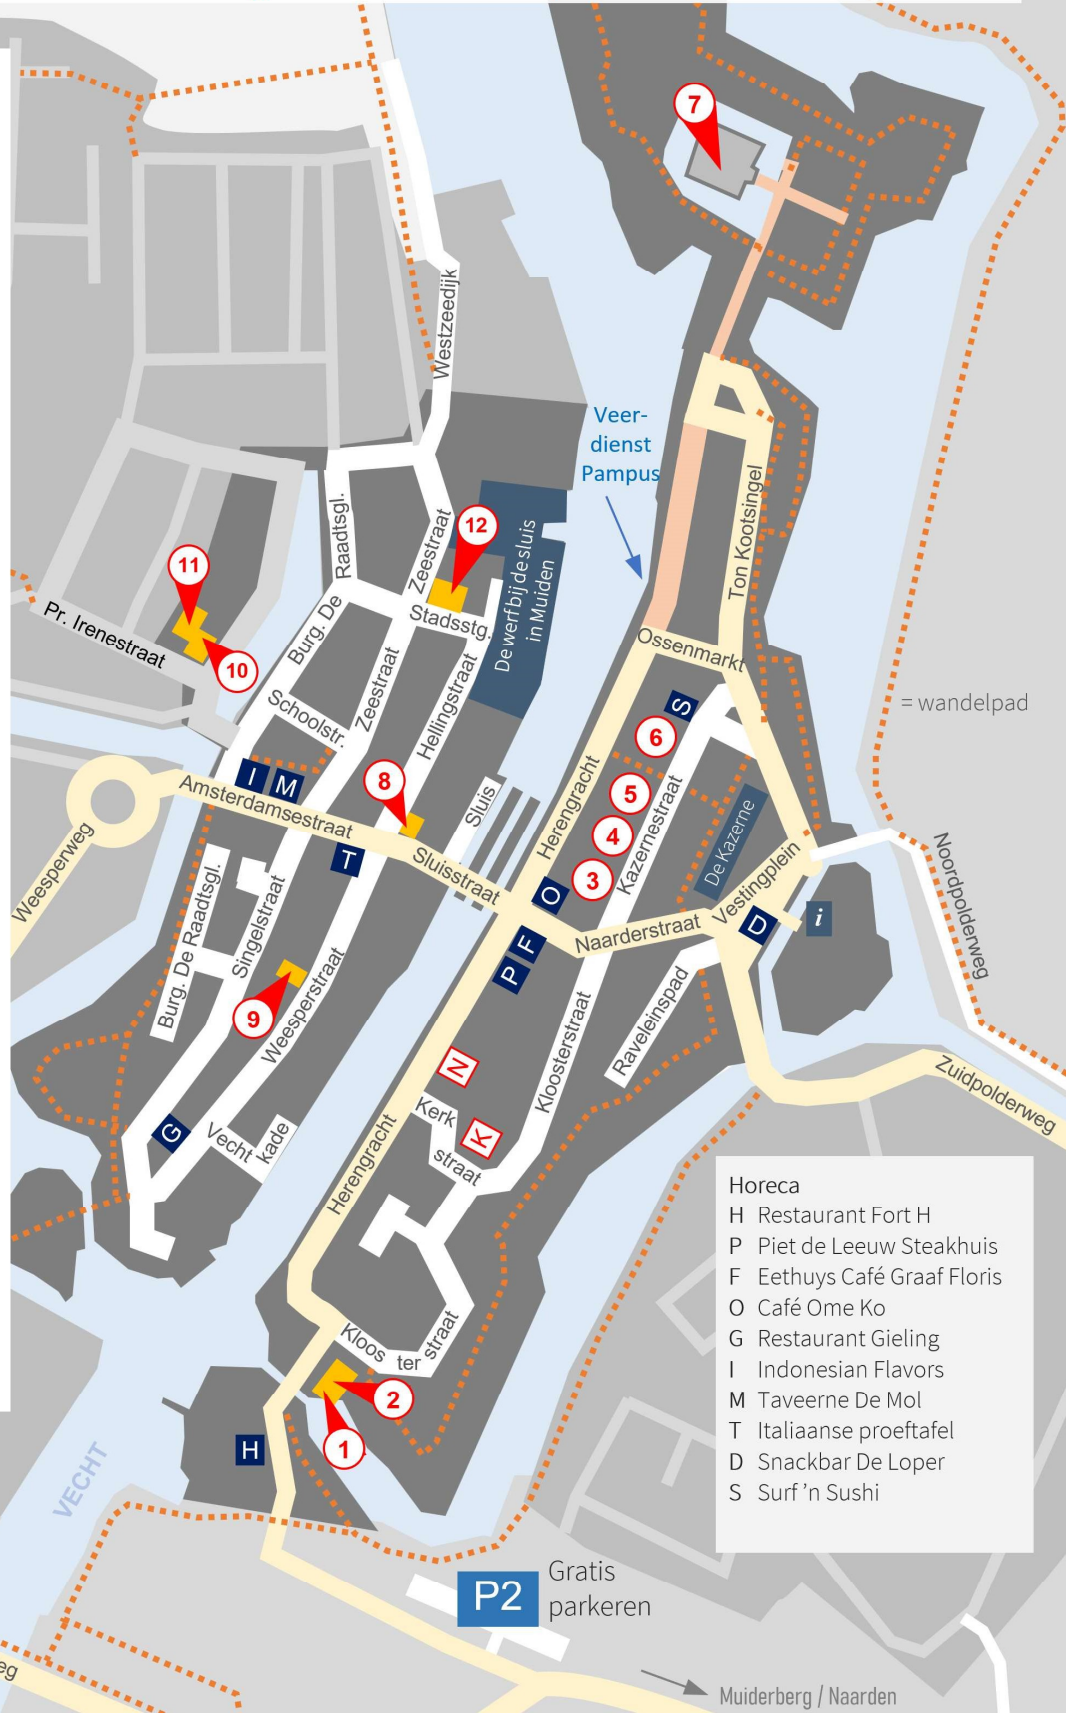 7
Westzeedijk
Veer-
dienst
Pampus
Ton Kootsingel
Raadtsgl.
Burg. De
Zeestraat
12
De werf bij de sluis
in Muiden
Stadsstg.
11
10
Pr. Irenestraat
Ossenmarkt
Schoolstr.
Zeestraat
Hellingstraat
S
6
= wandelpad
I
M
8
Sluis
Herengracht
5
4
3
Kazernestraat
De Kazerne
Amsterdamsestraat
Weesperweg
T
Sluisstraat
O
Vestingplein
Noordpolderweg
Burg. De Raadtsgl.
Singelstraat
F
P
Naarderstraat
D
i
9
Weesperstraat
Kloosterstraat
Raveleinspad
N
Zuidpolderweg
G
Vecht
kade
Kerk
straat
K
Herengracht
Horeca
H Restaurant Fort H
P Piet de Leeuw Steakhuis
F Eethuys Café Graaf Floris
O Café Ome Ko
G Restaurant Gieling
I Indonesian Flavors
M Taveerne De Mol
T Italiaanse proeftafel
D Snackbar De Loper
S Surf 'n Sushi
Kloos
ter
straat
2
1
H
VECHT
P2
Gratis
parkeren
eg
Muiderberg / Naarden